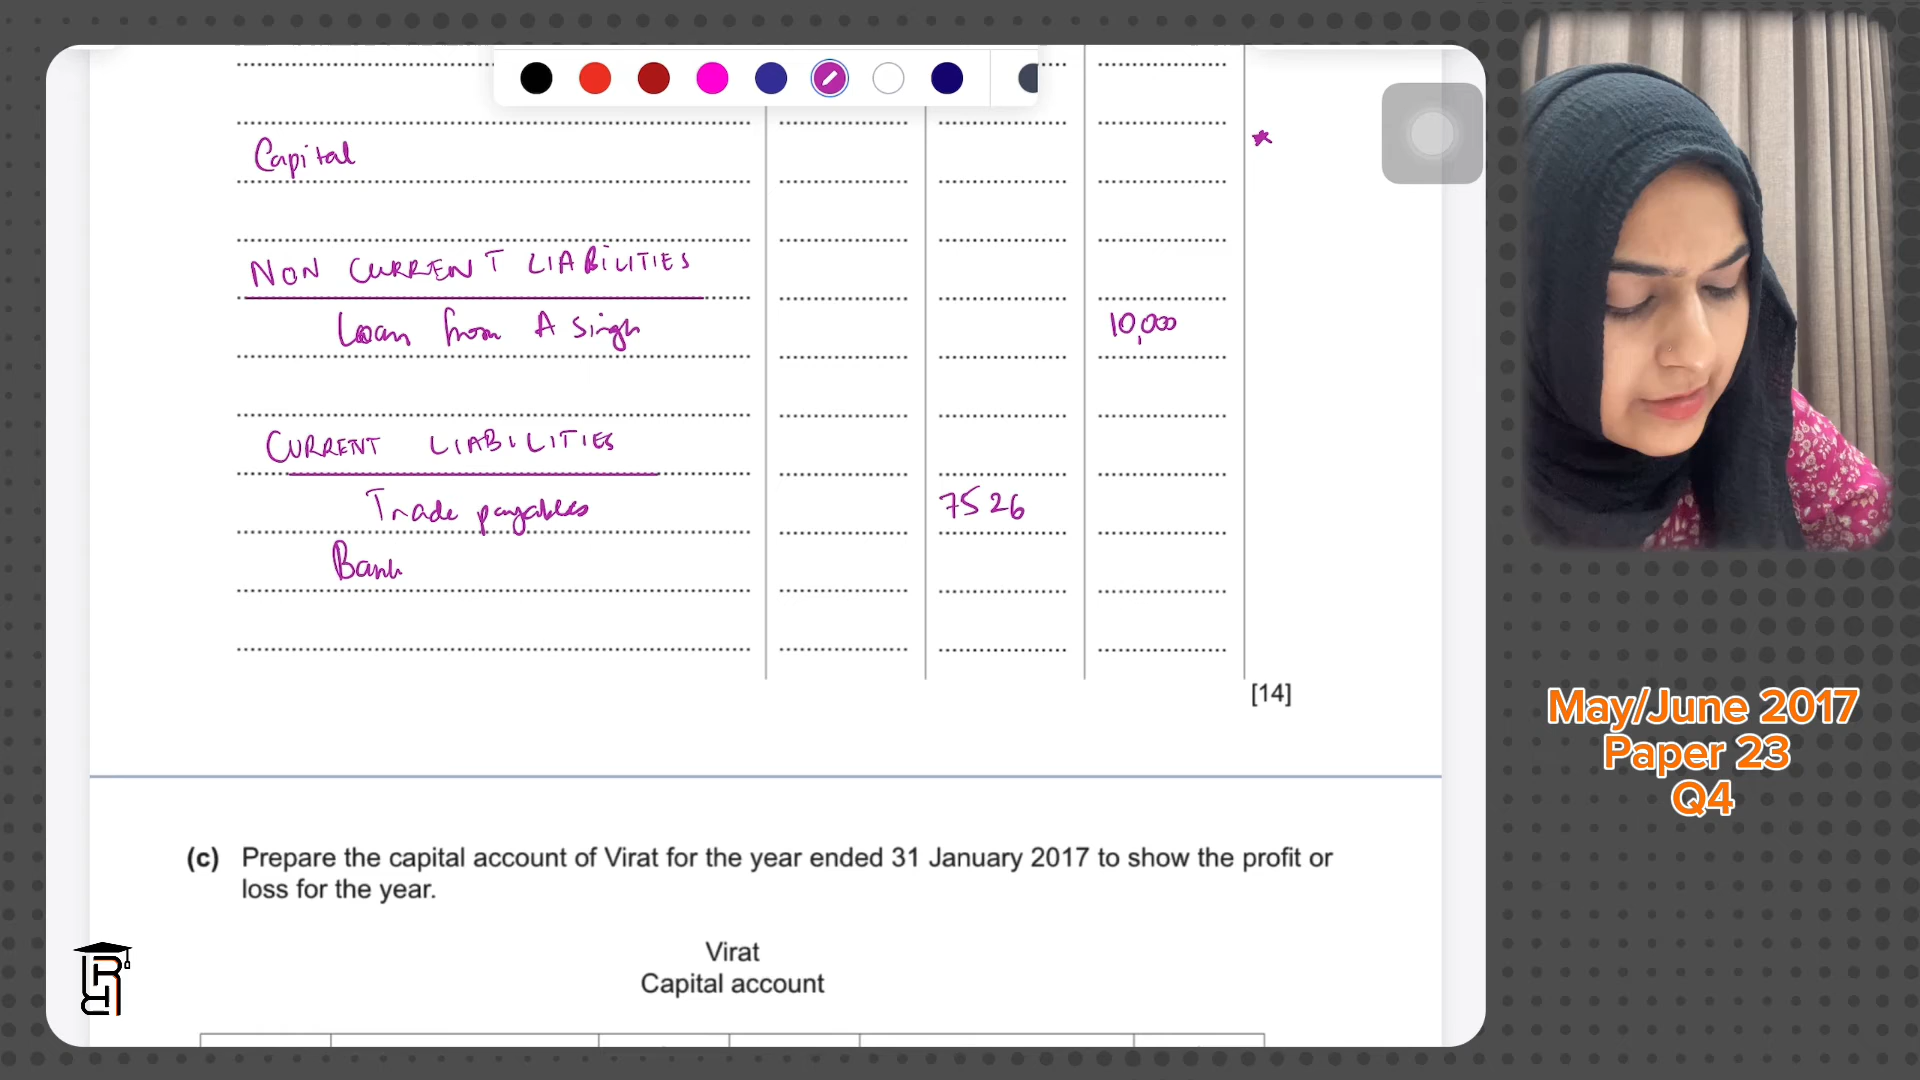 Capital
*
NON CURRENT LIABILITIES
Loan from A Singh 10,000
CURRENT LIABILITIES
Trade payables 7526
Bank
[14]
(c) Prepare the capital account of Virat for the year ended 31 January 2017 to show the profit or
loss for the year.
Virat
Capital account
May/June 2017
Paper 23
Q4